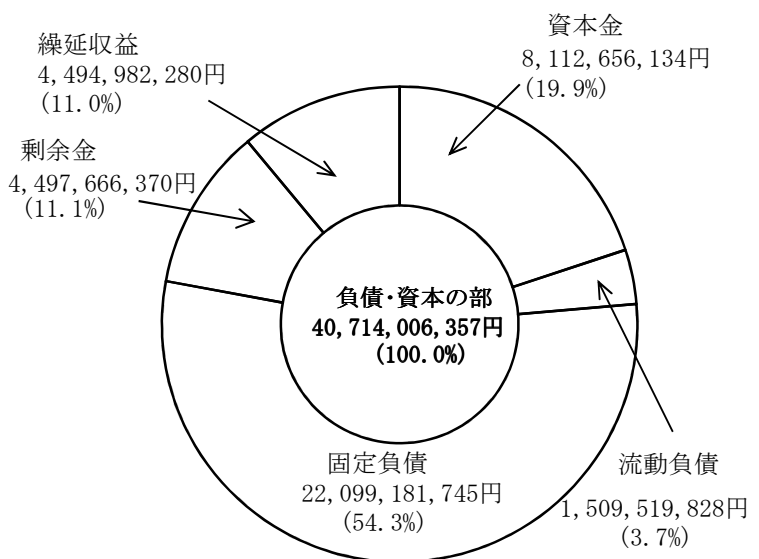 資本金
8,112,656,134円
(19.9%)
繰延収益
4,494,982,280円
(11.0%)
剰余金
4,497,666,370円
(11.1%)
負債・資本の部
40,714,006,357円
(100.0%)
固定負債
22,099,181,745円
(54.3%)
流動負債
1,509,519,828円
(3.7%)